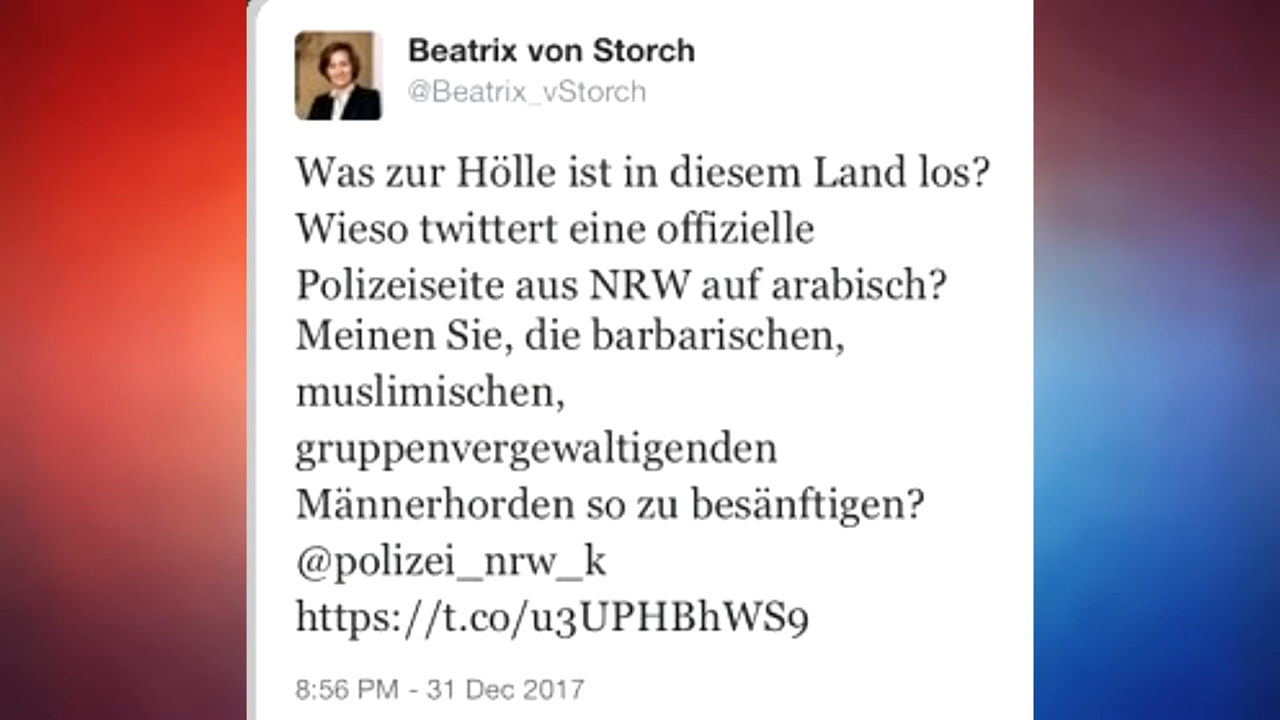 Beatrix von Storch
@Beatrix_vStorch
Was zur Hölle ist in diesem Land los?
Wieso twittert eine offizielle
Polizeiseite aus NRW auf arabisch?
Meinen Sie, die barbarischen,
muslimischen,
gruppenvergewaltigenden
Männerhorden so zu besänftigen?
@polizei_nrw_k
https://t.co/u3UPHBhWS9
8:56 PM - 31 Dec 2017